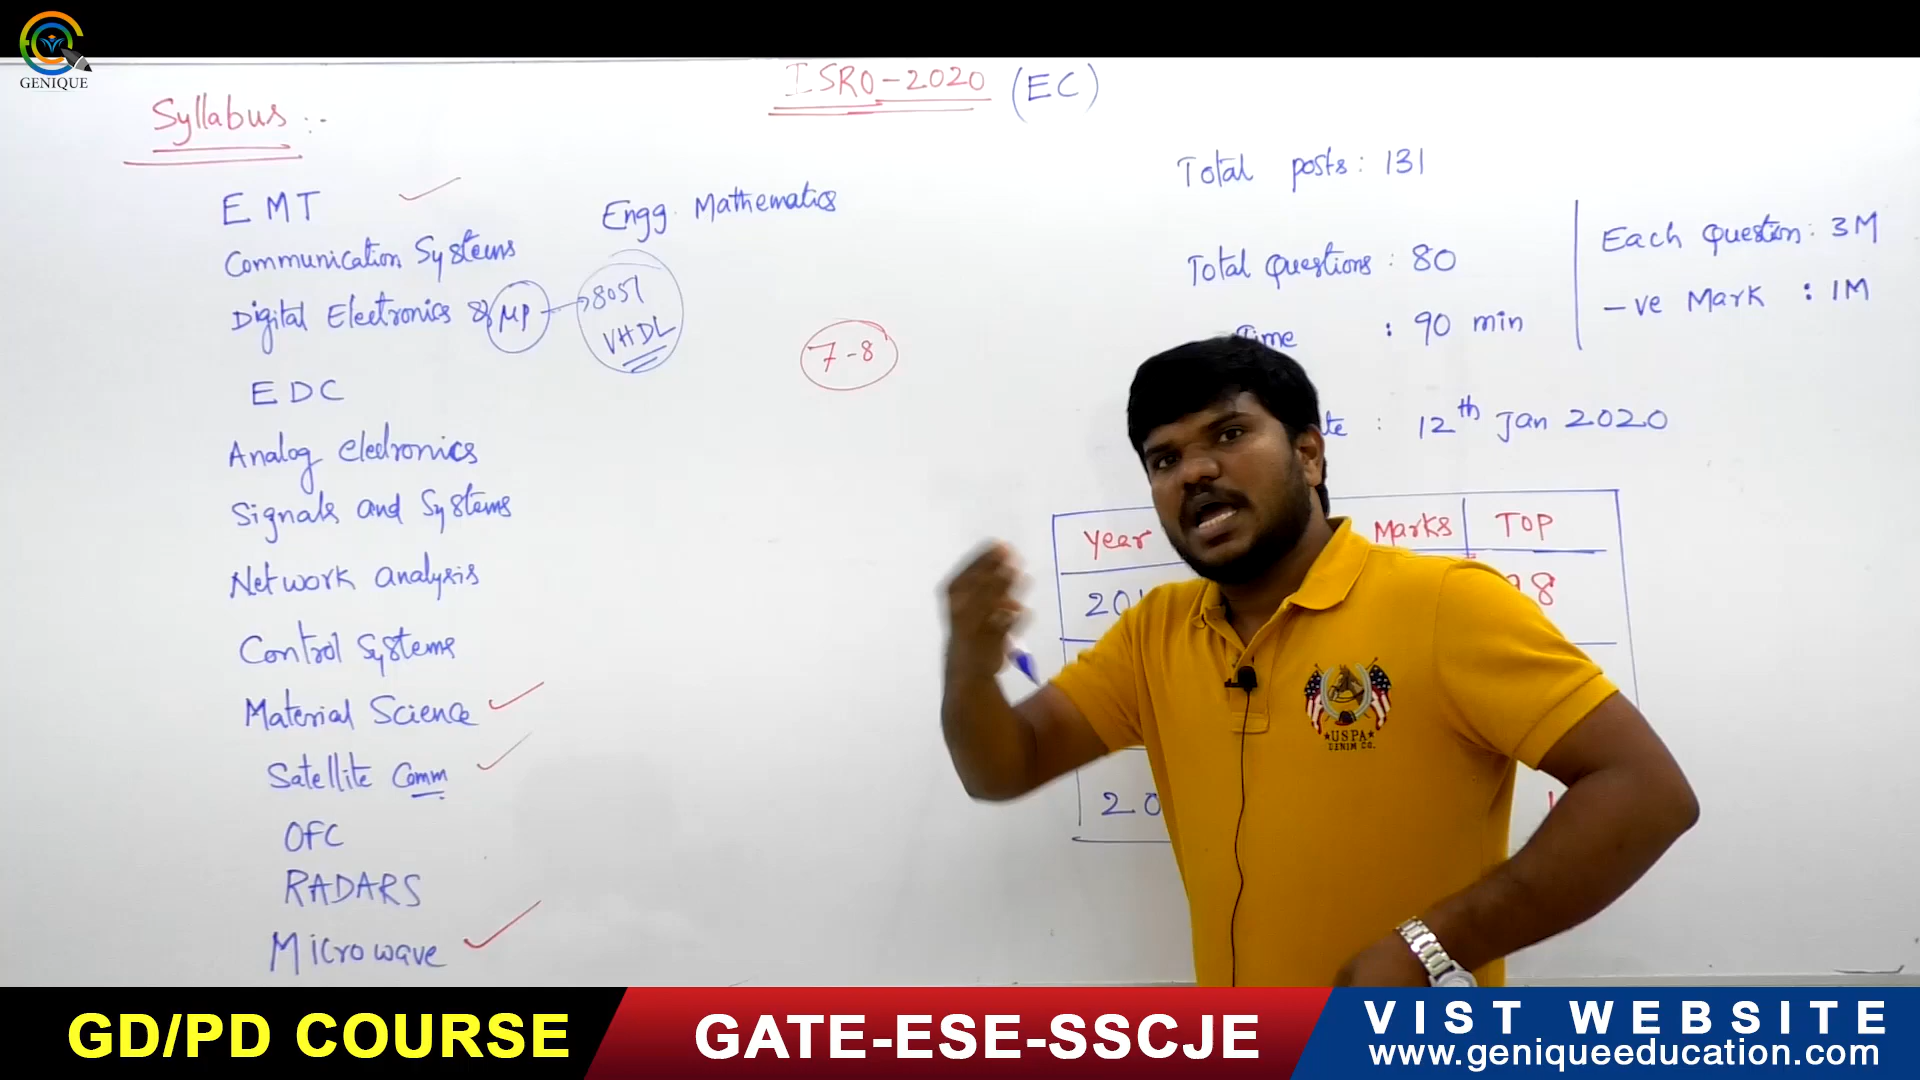 GENIQUE
ISRO-2020 (EC)
Syllabus :-
EMT
Engg. Mathematics
Communication Systems
Digital Electronics & MP
8051
VHDL
7-8
EDC
Analog electronics
Signals and Systems
Network analysis
Control Systems
Material Science
Satellite Comm
OFC
RADARS
Microwave
Total posts : 131
Total Questions : 80
Time : 90 min
Each Question : 3M
-ve Mark : 1M
: 12th Jan 2020
Year Marks TOP
USPA
DENIM CO.
GD/PD COURSE
GATE-ESE-SSCJE
VIST WEBSITE
www.geniqueeducation.com